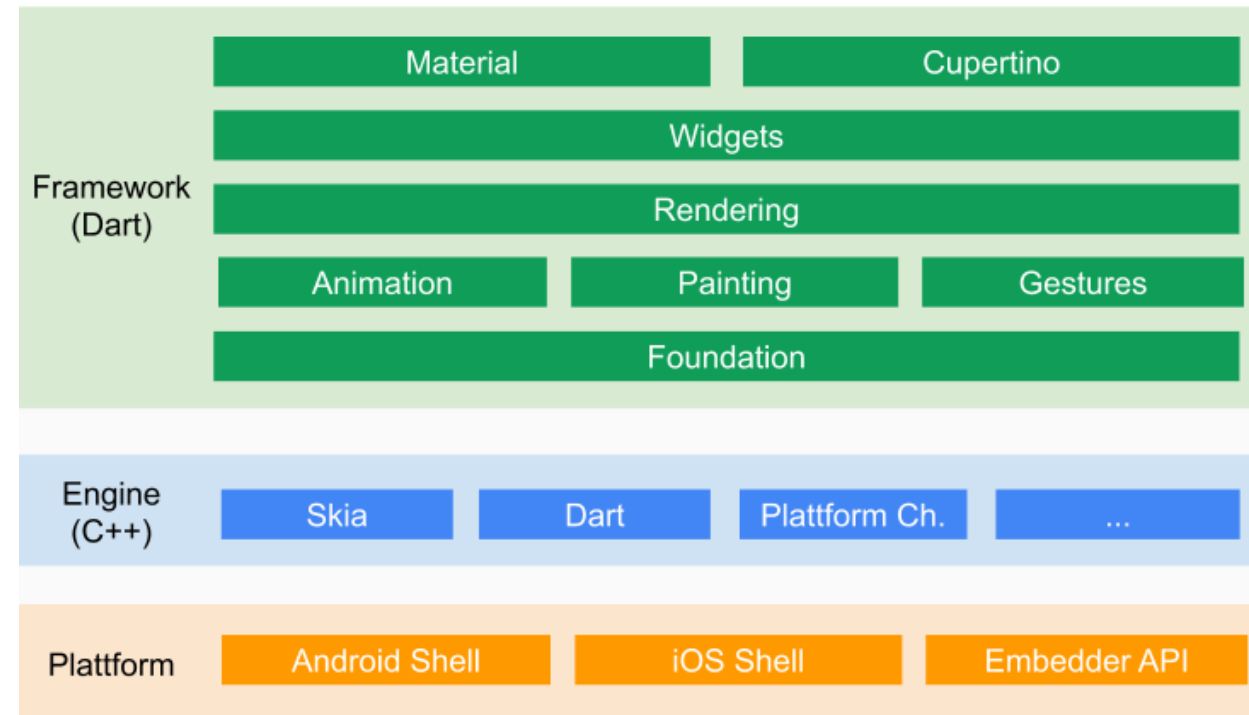 Material
Cupertino
Widgets
Framework
(Dart)
Rendering
Animation
Painting
Gestures
Foundation
Engine
(C++)
Skia
Dart
Plattform Ch.
...
Plattform
Android Shell
iOS Shell
Embedder API